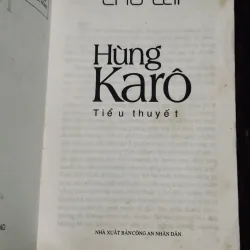 Hùng
Karô
Tiểu thuyết
NHÀ XUẤT BẢN CÔNG AN NHÂN DÂN